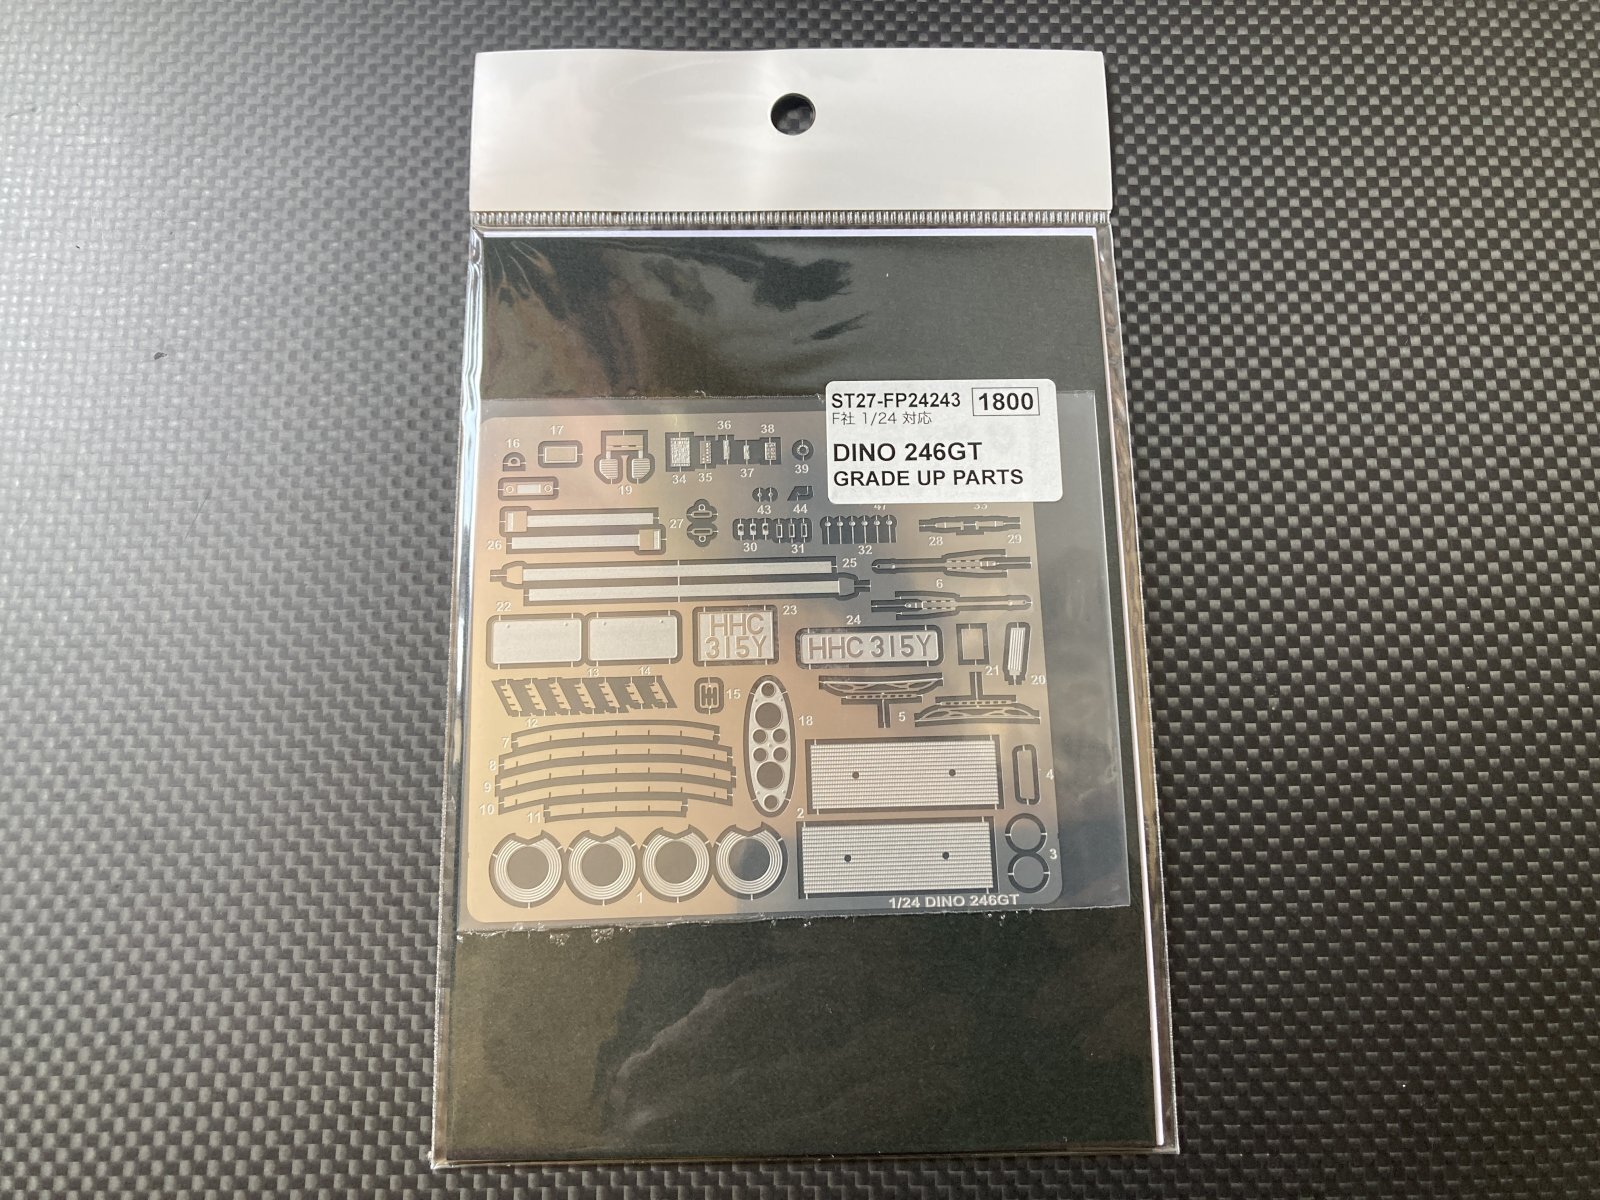 ST27-FP24243 1800
F社 1/24 対応
DINO 246GT
GRADE UP PARTS
16 17 19 34 35 36 37 38 39
43 44 47
26 27 30 31 32 28 29
25 6
22 23 24
HHC
315Y
HHC 315Y
13 14 15 21 20
12 18 5
7
8
9
10
11
4
2
3
1
1/24 DINO 246GT